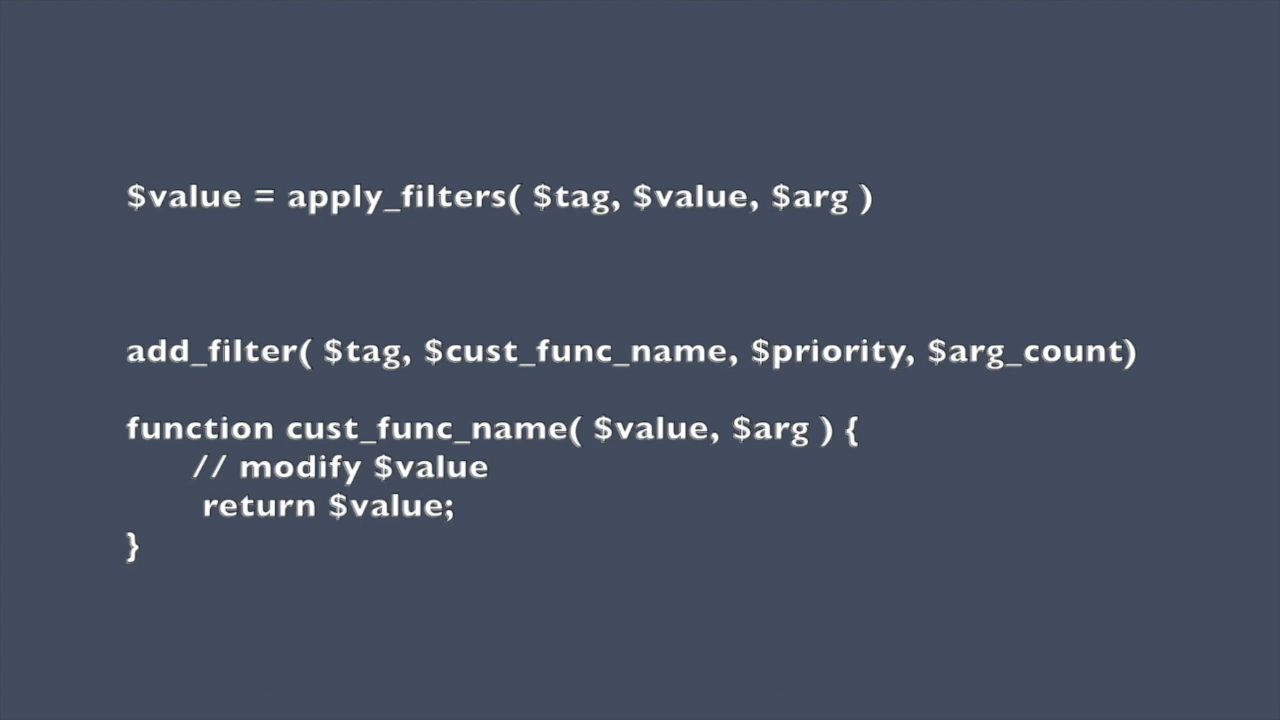 $value = apply_filters( $tag, $value, $arg )
add_filter( $tag, $cust_func_name, $priority, $arg_count)
function cust_func_name( $value, $arg ) {
// modify $value
return $value;
}